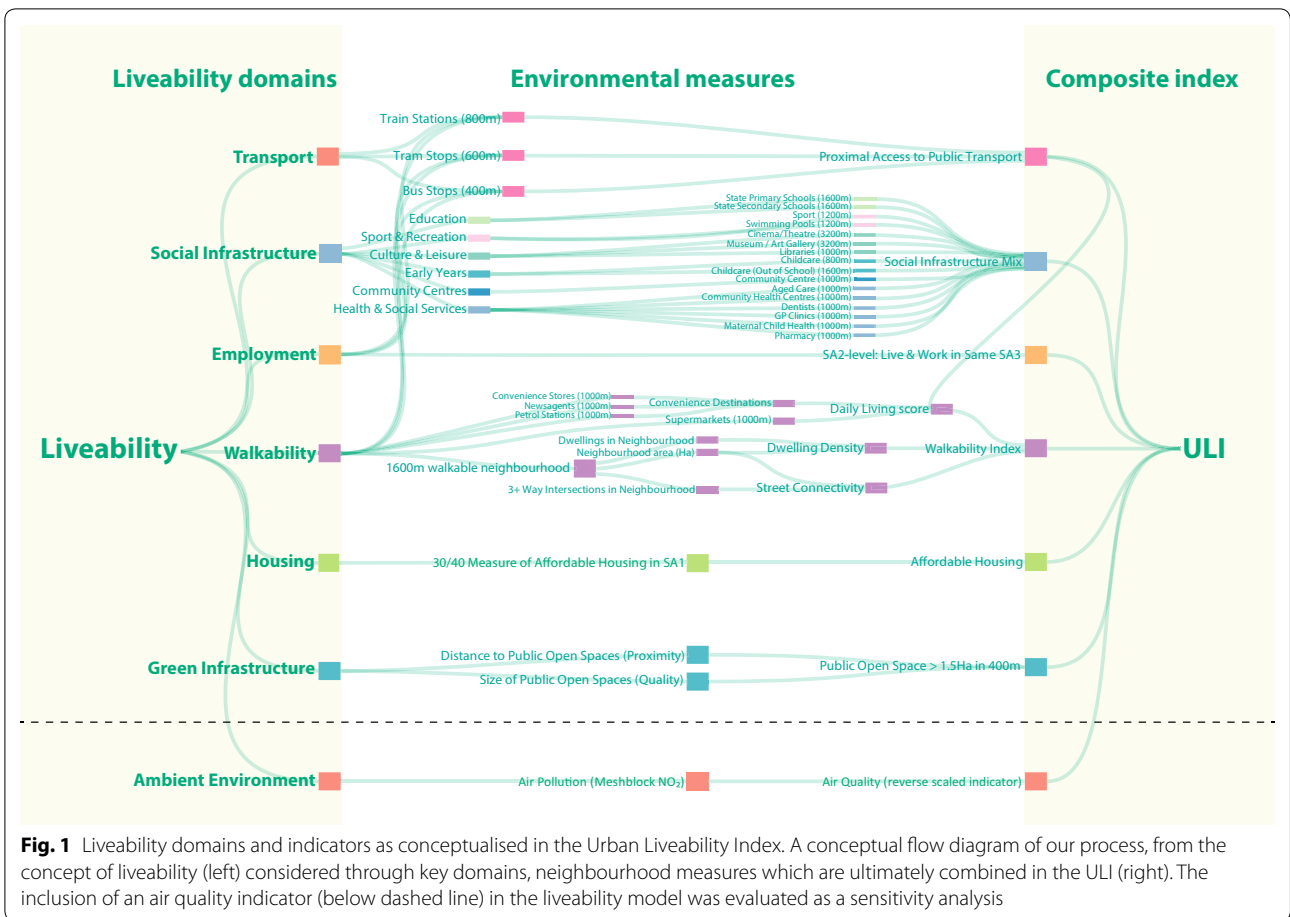 Liveability domains
Environmental measures
Composite index
Train Stations (800m)
Transport
Tram Stops (600m)
Proximal Access to Public Transport
Bus Stops (400m)
State Primary Schools (1600m)
State Secondary Schools (1600m)
Education
Sport (1200m)
Swimming Pools (1200m)
Sport & Recreation
Cinema/Theatre (3200m)
Museum / Art Gallery (3200m)
Social Infrastructure
Culture & Leisure
Libraries (1000m)
Childcare (800m)
Social Infrastructure Mix
Early Years
Childcare (Out of School) (1600m)
Community Centre (1000m)
Community Centres
Aged Care (1000m)
Community Health Centres (1000m)
Health & Social Services
Dentists (1000m)
GP Clinics (1000m)
Maternal Child Health (1000m)
Pharmacy (1000m)
Employment
SA2-level: Live & Work in Same SA3
Convenience Stores (1000m)
Newsagents (1000m)
Convenience Destinations
Daily Living score
Petrol Stations (1000m)
Supermarkets (1000m)
Dwellings in Neighbourhood
Liveability
Walkability
Neighbourhood area (Ha)
Dwelling Density
Walkability Index
ULI
1600m walkable neighbourhood
3+ Way Intersections in Neighbourhood
Street Connectivity
Housing
30/40 Measure of Affordable Housing in SA1
Affordable Housing
Distance to Public Open Spaces (Proximity)
Green Infrastructure
Public Open Space > 1.5Ha in 400m
Size of Public Open Spaces (Quality)
Ambient Environment
Air Pollution (Meshblock NO₂)
Air Quality (reverse scaled indicator)
Fig. 1 Liveability domains and indicators as conceptualised in the Urban Liveability Index. A conceptual flow diagram of our process, from the
concept of liveability (left) considered through key domains, neighbourhood measures which are ultimately combined in the ULI (right). The
inclusion of an air quality indicator (below dashed line) in the liveability model was evaluated as a sensitivity analysis